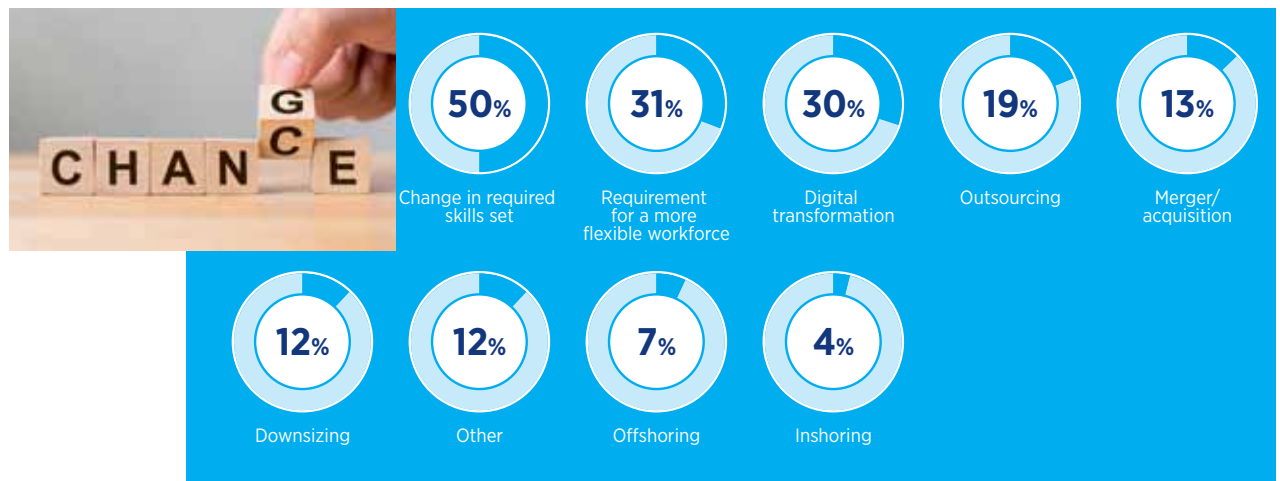 G
C H A N C E
50%
Change in required
skills set
31%
Requirement
for a more
flexible workforce
30%
Digital
transformation
19%
Outsourcing
13%
Merger/
acquisition
12%
Downsizing
12%
Other
7%
Offshoring
4%
Inshoring